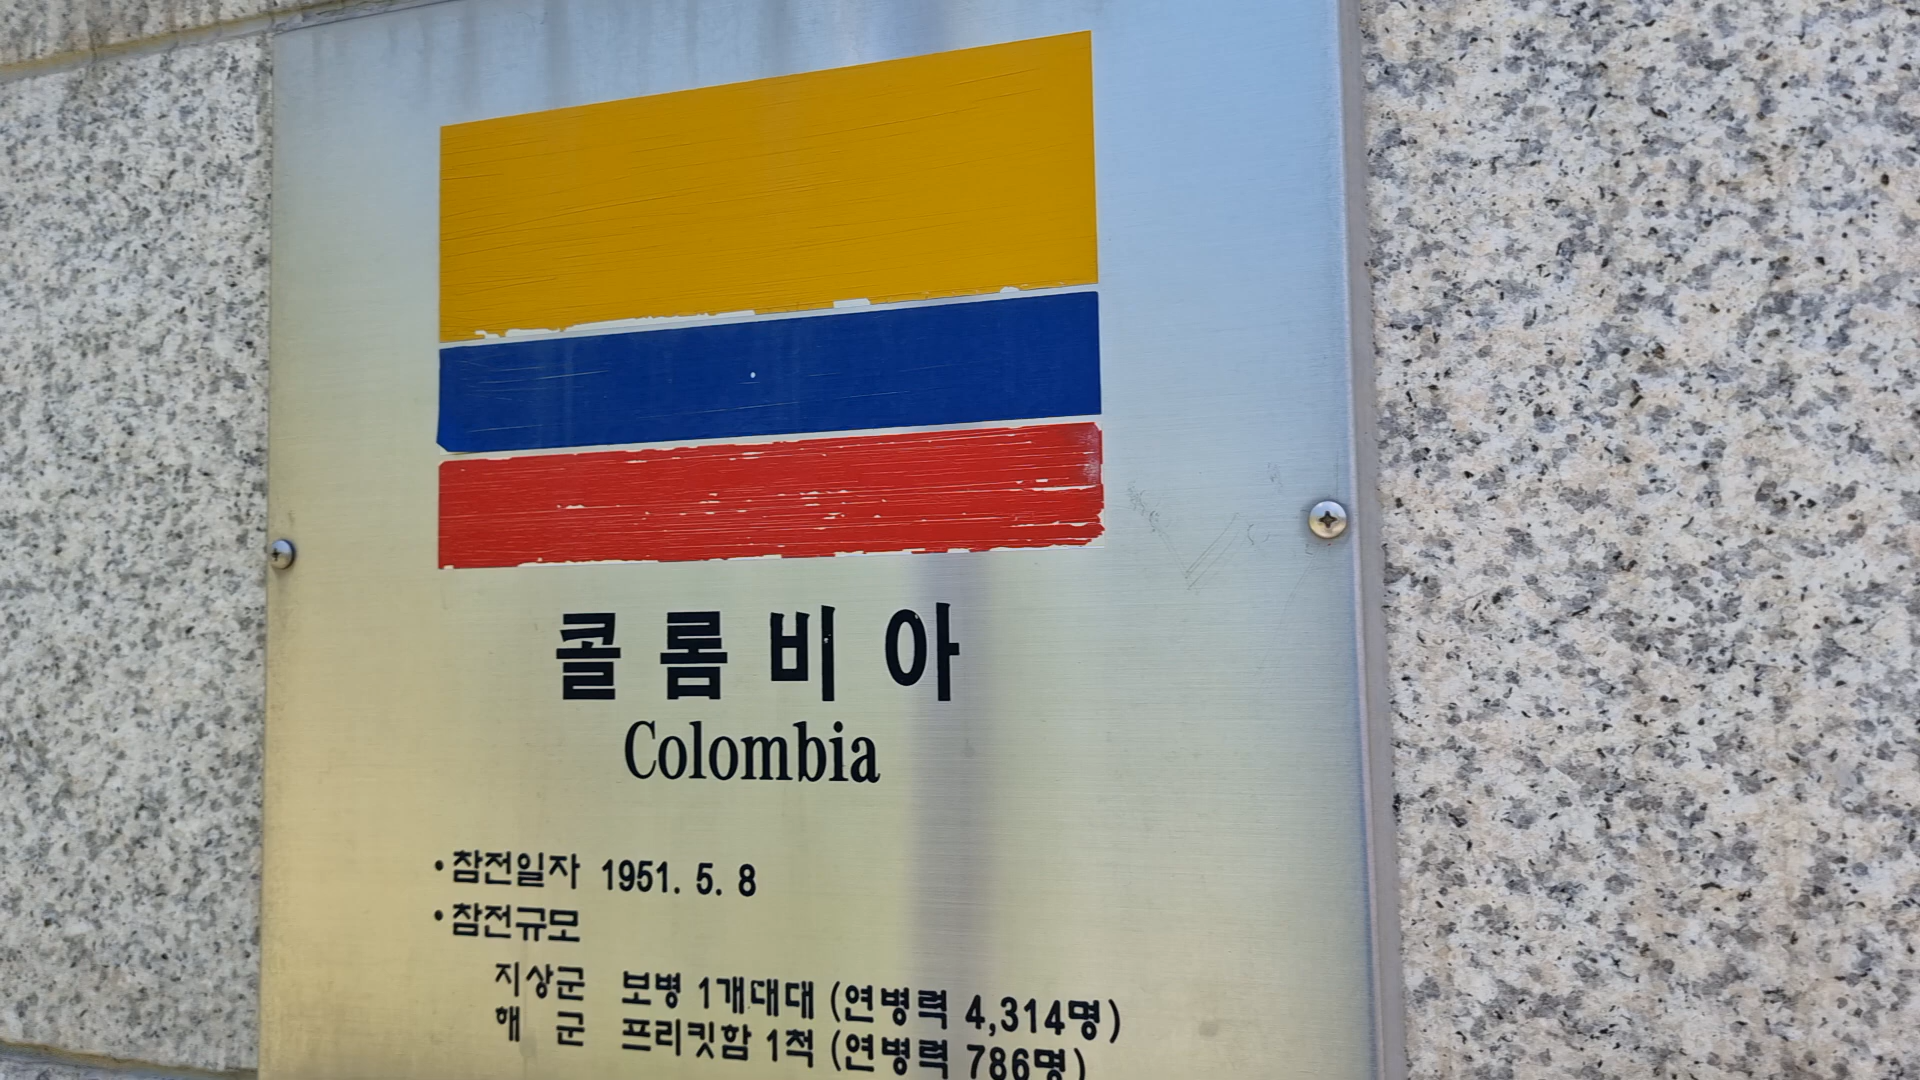 콜롬비아
Colombia
•참전일자 1951. 5. 8
•참전규모
지상군 보병 1개대대 (연병력 4,314명)
해 군 프리킷함 1척 (연병력 786명)